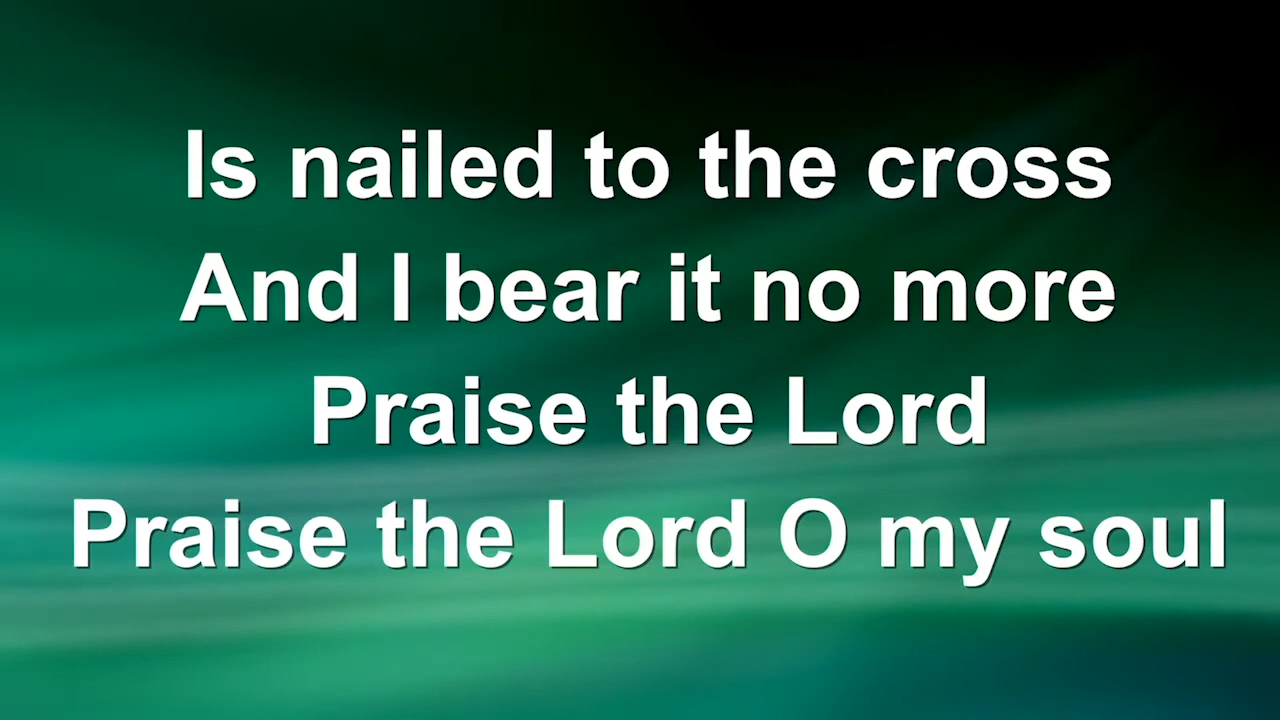 Is nailed to the cross
And I bear it no more
Praise the Lord
Praise the Lord O my soul